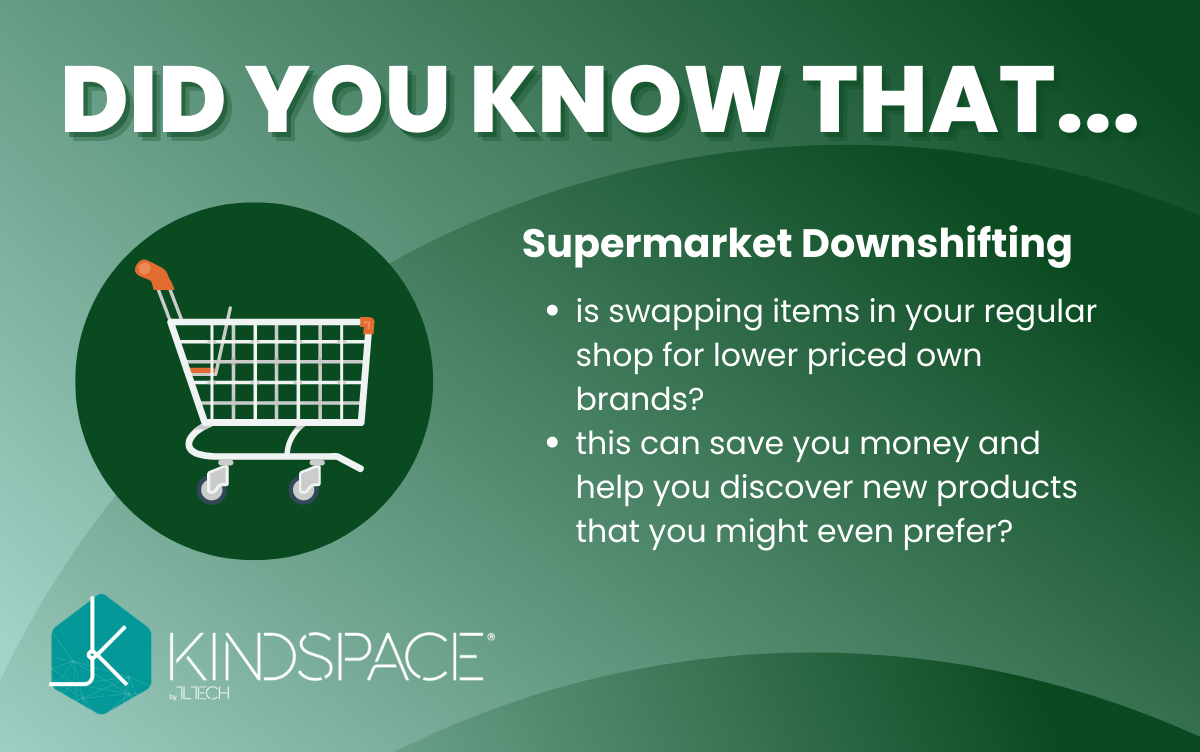 DID YOU KNOW THAT...
Supermarket Downshifting
• is swapping items in your regular
shop for lower priced own
brands?
• this can save you money and
help you discover new products
that you might even prefer?
KINDSPACE®
by TLTECH